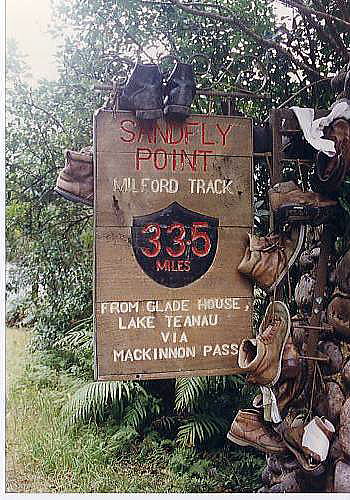 SANDFLY
POINT
MILFORD TRACK
33·5
MILES
FROM GLADE HOUSE,
LAKE TEANAU
VIA
MACKINNON PASS